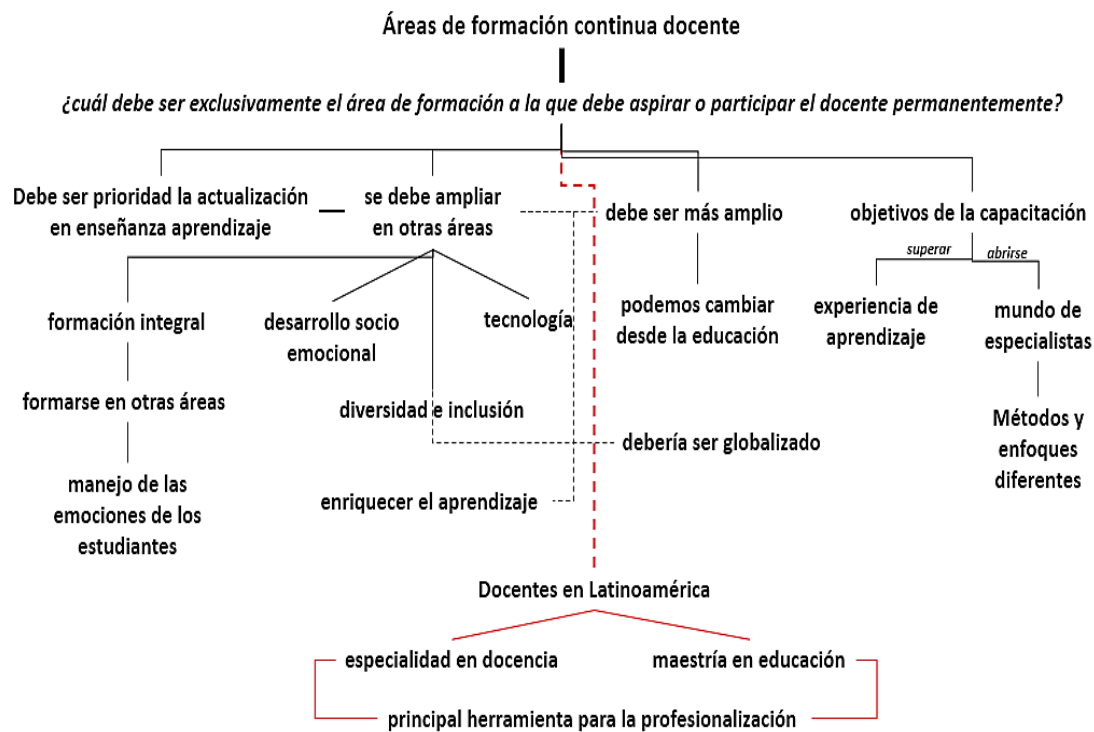 Áreas de formación continua docente
¿cuál debe ser exclusivamente el área de formación a la que debe aspirar o participar el docente permanentemente?
Debe ser prioridad la actualización
en enseñanza aprendizaje
se debe ampliar
en otras áreas
debe ser más amplio
objetivos de la capacitación
superar
abrirse
formación integral
desarrollo socio
emocional
tecnología
podemos cambiar
desde la educación
experiencia de
aprendizaje
mundo de
especialistas
formarse en otras áreas
diversidad e inclusión
debería ser globalizado
Métodos y
enfoques
diferentes
manejo de las
emociones de los
estudiantes
enriquecer el aprendizaje
Docentes en Latinoamérica
especialidad en docencia
maestría en educación
principal herramienta para la profesionalización